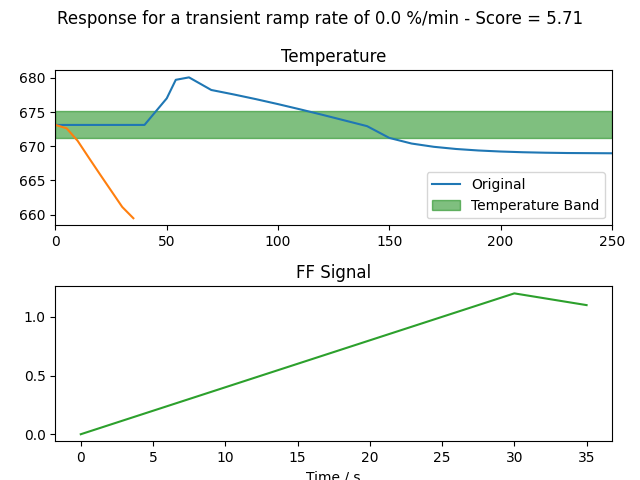 Response for a transient ramp rate of 0.0 %/min - Score = 5.71
Temperature
680
675
670
665
660
Original
Temperature Band
0 50 100 150 200 250
FF Signal
1.0
0.5
0.0
0 5 10 15 20 25 30 35
Time / s